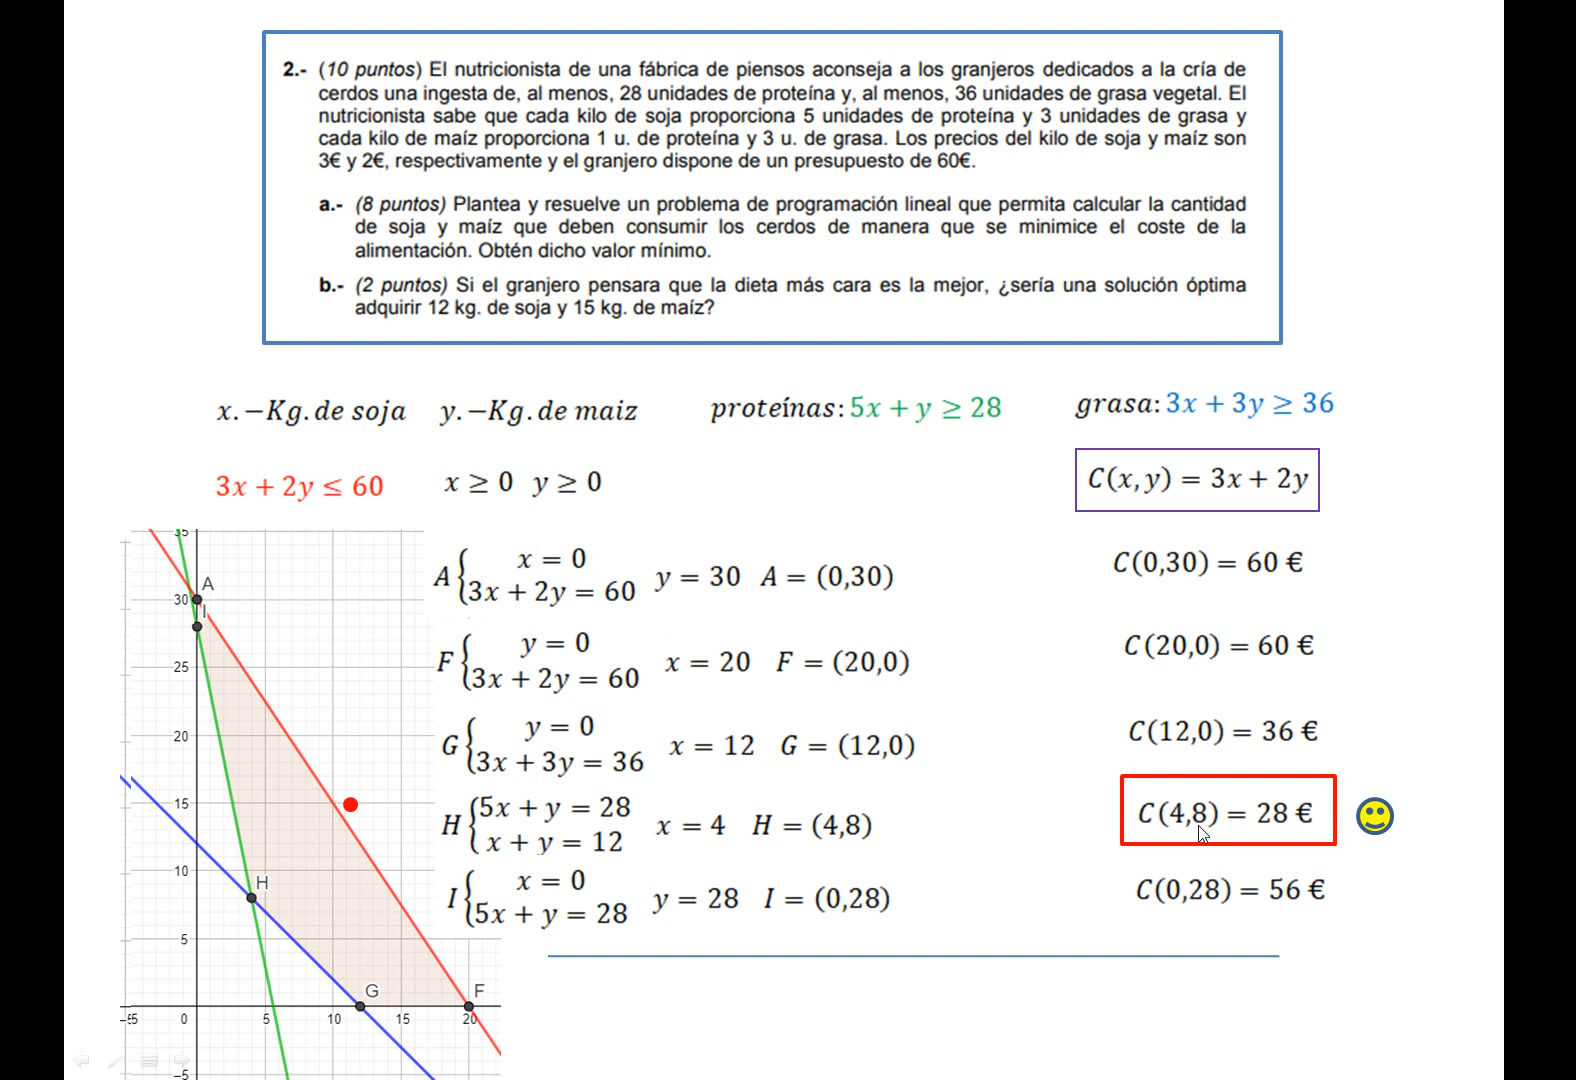 2.- (10 puntos) El nutricionista de una fábrica de piensos aconseja a los granjeros dedicados a la cría de
cerdos una ingesta de, al menos, 28 unidades de proteína y, al menos, 36 unidades de grasa vegetal. El
nutricionista sabe que cada kilo de soja proporciona 5 unidades de proteína y 3 unidades de grasa y
cada kilo de maíz proporciona 1 u. de proteína y 3 u. de grasa. Los precios del kilo de soja y maíz son
3€ y 2€, respectivamente y el granjero dispone de un presupuesto de 60€.
a.- (8 puntos) Plantea y resuelve un problema de programación lineal que permita calcular la cantidad
de soja y maíz que deben consumir los cerdos de manera que se minimice el coste de la
alimentación. Obtén dicho valor mínimo.
b.- (2 puntos) Si el granjero pensara que la dieta más cara es la mejor, ¿sería una solución óptima
adquirir 12 kg. de soja y 15 kg. de maíz?
x.−Kg.de soja y.−Kg.de maiz proteínas: 5x + y ≥ 28 grasa: 3x + 3y ≥ 36
3x + 2y ≤ 60 x ≥ 0 y ≥ 0 C(x, y) = 3x + 2y
A { x = 0
3x + 2y = 60 y = 30 A = (0,30) C(0,30) = 60 €
F { y = 0
3x + 2y = 60 x = 20 F = (20,0) C(20,0) = 60 €
G { y = 0
3x + 3y = 36 x = 12 G = (12,0) C(12,0) = 36 €
H { 5x + y = 28
x + y = 12 x = 4 H = (4,8) C(4,8) = 28 €
I { x = 0
5x + y = 28 y = 28 I = (0,28) C(0,28) = 56 €
35
A
30
I
25
20
15
10
H
5
G F
−5 0 5 10 15 20
−5